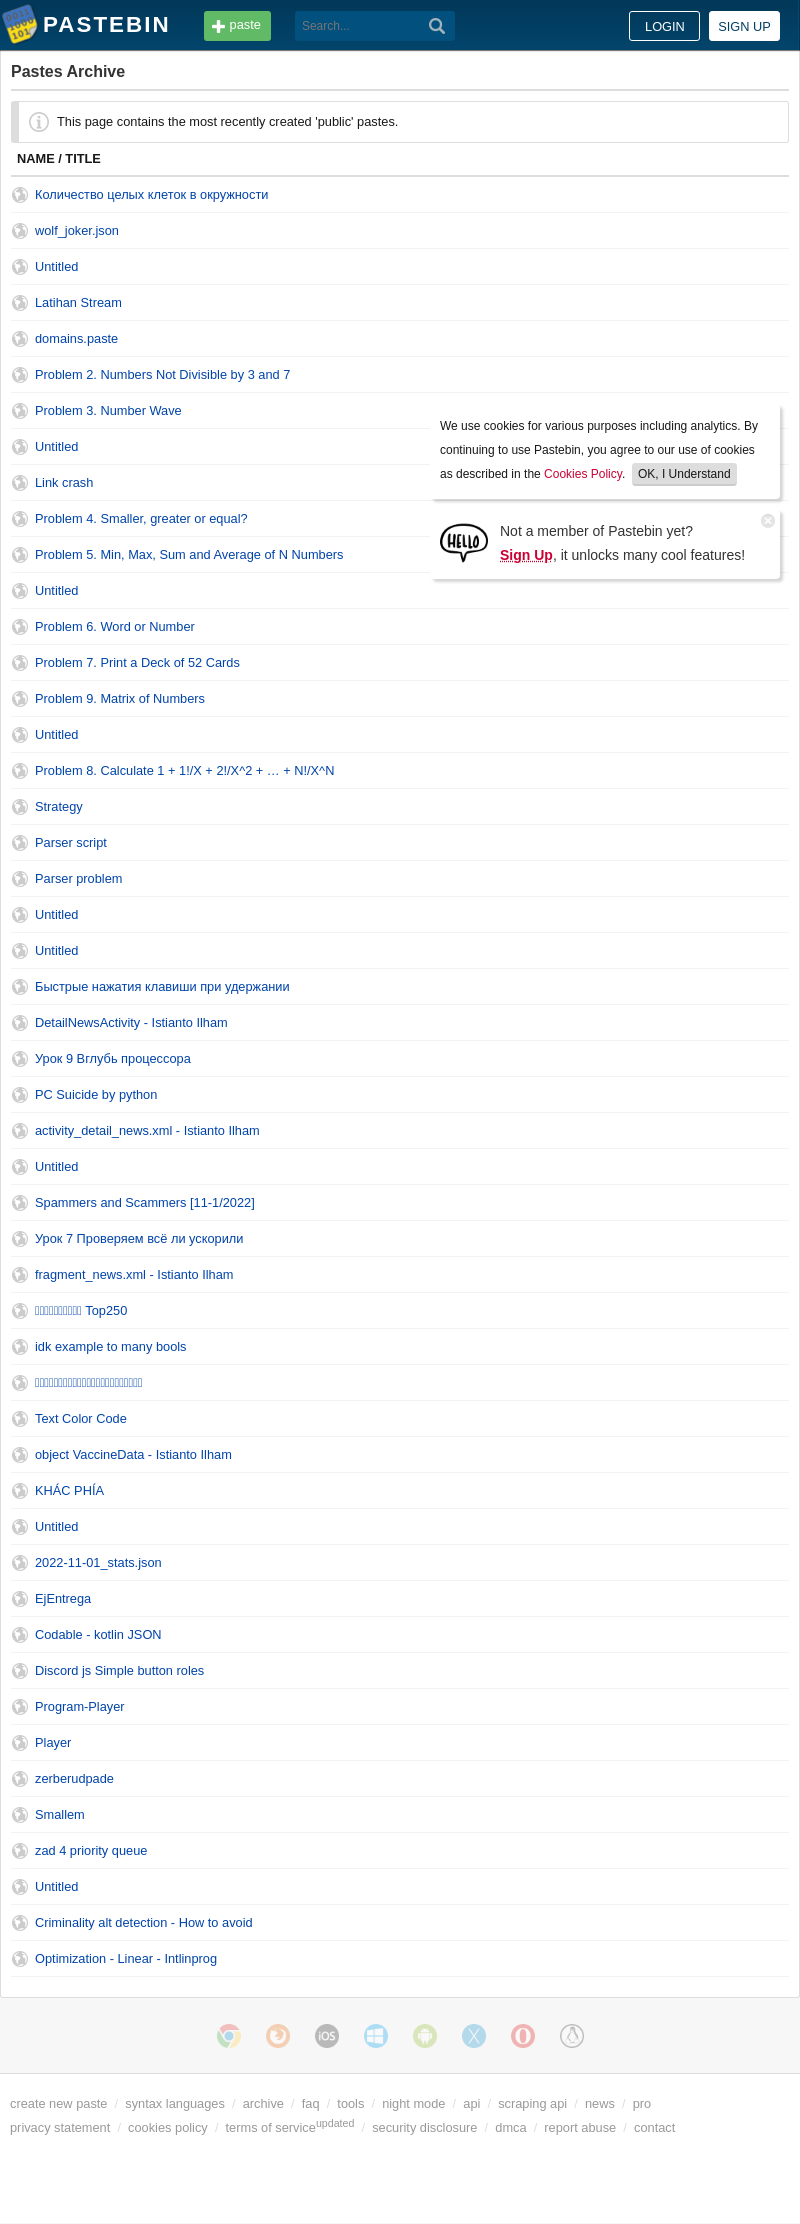 PASTEBIN
paste
Search...
LOGIN
SIGN UP
Pastes Archive
This page contains the most recently created 'public' pastes.
NAME / TITLE
Количество целых клеток в окружности
wolf_joker.json
Untitled
Latihan Stream
domains.paste
Problem 2. Numbers Not Divisible by 3 and 7
Problem 3. Number Wave
Untitled
Link crash
Problem 4. Smaller, greater or equal?
Problem 5. Min, Max, Sum and Average of N Numbers
We use cookies for various purposes including analytics. By
continuing to use Pastebin, you agree to our use of cookies
as described in the Cookies Policy. OK, I Understand
HELLO
Not a member of Pastebin yet?
Sign Up, it unlocks many cool features!
Untitled
Problem 6. Word or Number
Problem 7. Print a Deck of 52 Cards
Problem 9. Matrix of Numbers
Untitled
Problem 8. Calculate 1 + 1!/X + 2!/X^2 + … + N!/X^N
Strategy
Parser script
Parser problem
Untitled
Untitled
Быстрые нажатия клавиши при удержании
DetailNewsActivity - Istianto Ilham
Урок 9 Вглубь процессора
PC Suicide by python
activity_detail_news.xml - Istianto Ilham
Untitled
Spammers and Scammers [11-1/2022]
Урок 7 Проверяем всё ли ускорили
fragment_news.xml - Istianto Ilham
Top250
idk example to many bools
Text Color Code
object VaccineData - Istianto Ilham
KHÁC PHÍA
Untitled
2022-11-01_stats.json
EjEntrega
Codable - kotlin JSON
Discord js Simple button roles
Program-Player
Player
zerberudpade
Smallem
zad 4 priority queue
Untitled
Criminality alt detection - How to avoid
Optimization - Linear - Intlinprog
iOS
create new paste / syntax languages / archive / faq / tools / night mode / api / scraping api / news / pro
privacy statement / cookies policy / terms of service updated / security disclosure / dmca / report abuse / contact